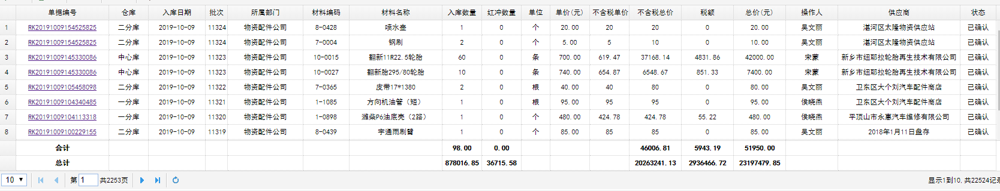 单据编号 仓库 入库日期 批次 所属部门 材料编码 材料名称 入库数量 红冲数量 单位 单价(元) 不含税单价 不含税总价 税额 总价(元) 操作人 供应商 状态
1 RK20191009154525825 二分库 2019-10-09 11324 物资配件公司 8-0428 喷水壶 1 0 个 20.00 20 20 0 20.00 吴文丽 湛河区太隆物资供应站 已确认
2 RK20191009154525825 二分库 2019-10-09 11324 物资配件公司 7-0004 钢刷 2 0 个 5.00 5 10 0 10.00 吴文丽 湛河区太隆物资供应站 已确认
3 RK20191009145330086 中心库 2019-10-09 11323 物资配件公司 10-0015 翻新11R22.5轮胎 60 0 条 700.00 619.47 37168.14 4831.86 42000.00 宋蒙 新乡市纽耶拉轮胎再生技术有限公司 已确认
4 RK20191009145330086 中心库 2019-10-09 11323 物资配件公司 10-0027 翻新胎295/80轮胎 10 0 条 740.00 654.87 6548.67 851.33 7400.00 宋蒙 新乡市纽耶拉轮胎再生技术有限公司 已确认
5 RK20191009105458098 二分库 2019-10-09 11322 物资配件公司 7-0365 皮带17*1380 2 0 根 40.00 40 80 0 80.00 吴文丽 卫东区大个刘汽车配件商店 已确认
6 RK20191009104340485 一分库 2019-10-09 11321 物资配件公司 1-1085 方向机油管（短） 1 0 根 95.00 95 95 0 95.00 侯晓燕 卫东区大个刘汽车配件商店 已确认
7 RK20191009104113318 一分库 2019-10-09 11320 物资配件公司 1-0898 潍柴P6油底壳（2路） 1 0 个 480.00 424.78 424.78 55.22 480.00 侯晓燕 平顶山市永惠汽车维修有限公司 已确认
8 RK20191009100229155 二分库 2019-10-09 11319 物资配件公司 8-0439 宇通雨刷臂 1 0 个 85.00 85 85 0 85.00 吴文丽 2018年1月11日盘存 已确认
合计 98.00 0.00 46006.81 5943.19 51950.00
总计 878016.85 36715.58 20263241.13 2936466.72 23197479.85
10 第 1 共2253页 显示1到10,共22524记录